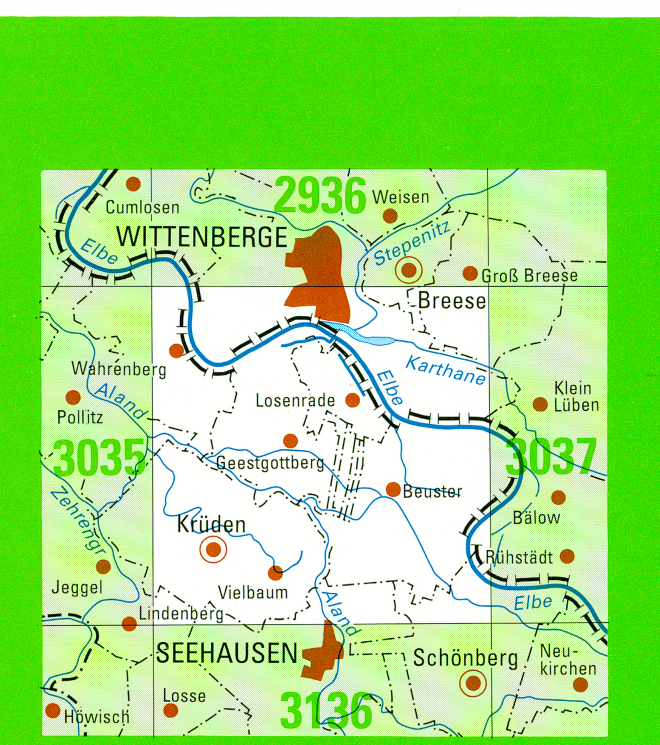 2936
Weisen
Cumlosen
WITTENBERGE
Stepenitz
Elbe
Groß Breese
Breese
Wahrenberg
Karthane
Elbe
Aland
Klein
Lüben
Losenrade
Pollitz
3035
Geestgottberg
3037
Zehrengr
Beuster
Bälow
Krüden
Rühstädt
Jeggel
Vielbaum
Aland
Elbe
Lindenberg
SEEHAUSEN
Schönberg
Neu-
kirchen
Losse
3136
Höwisch